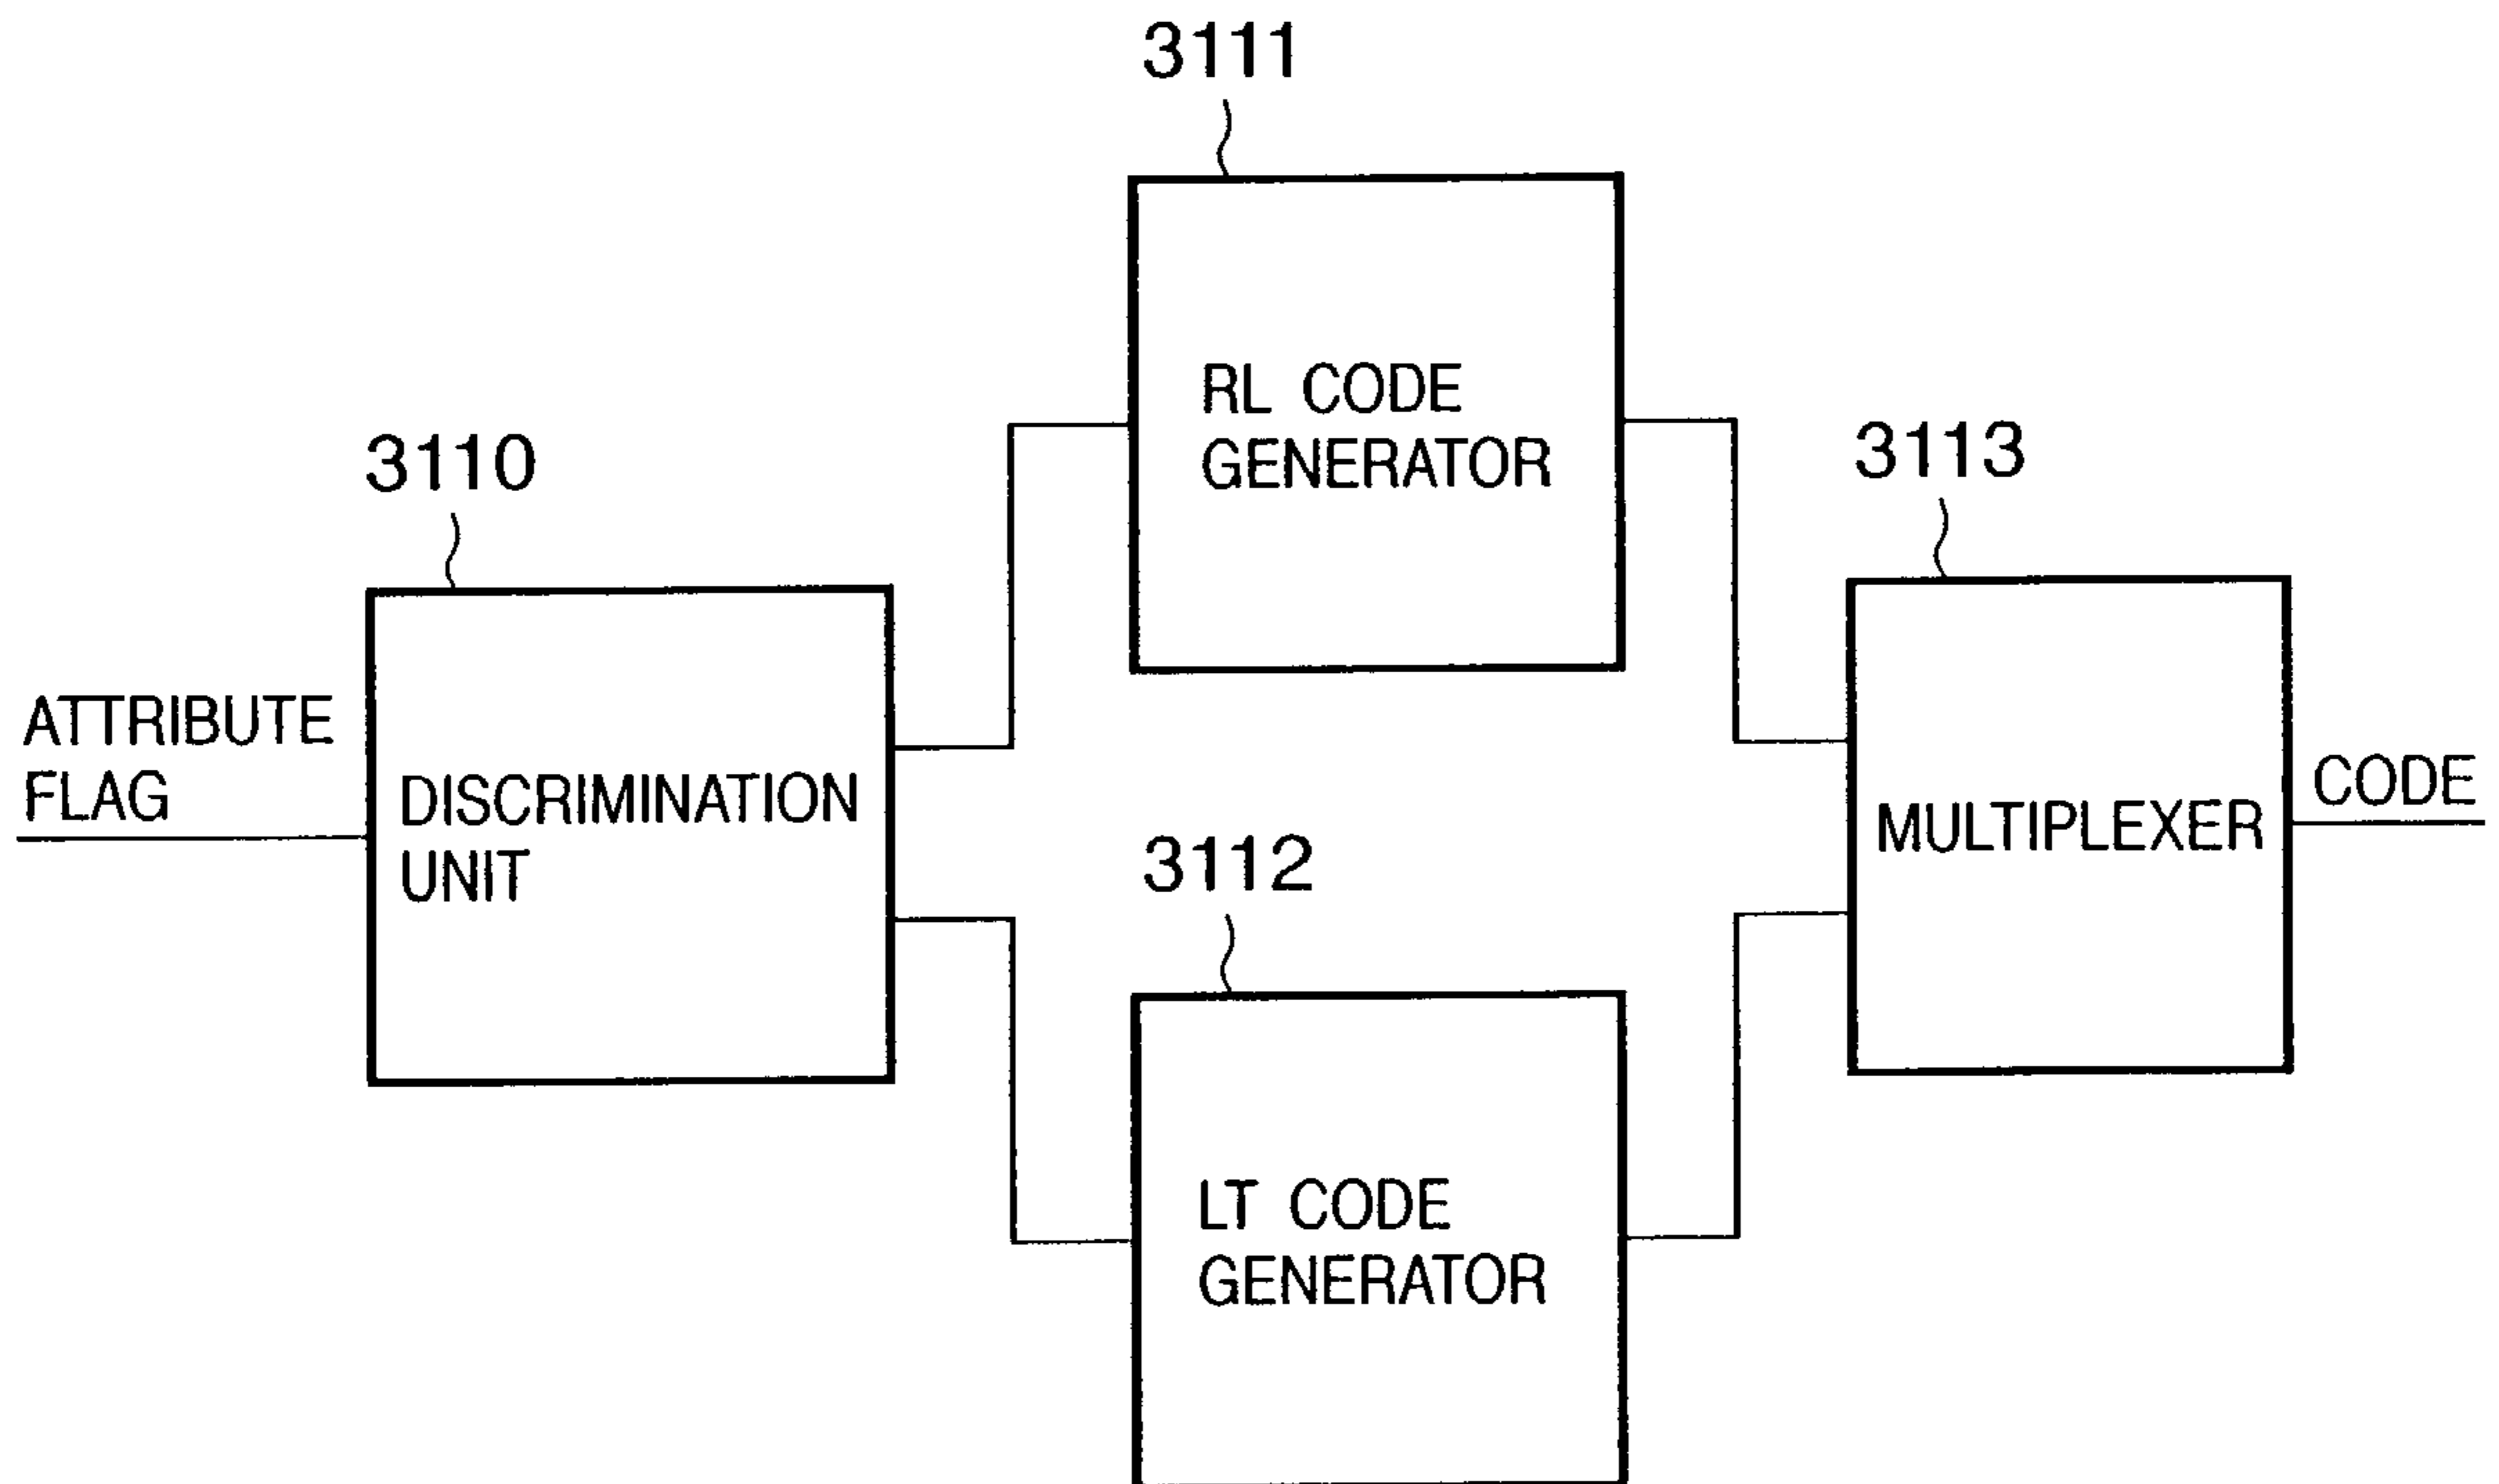 3111
RL CODE
GENERATOR
3110
3113
ATTRIBUTE
FLAG
DISCRIMINATION
UNIT
MULTIPLEXER
CODE
3112
LT CODE
GENERATOR